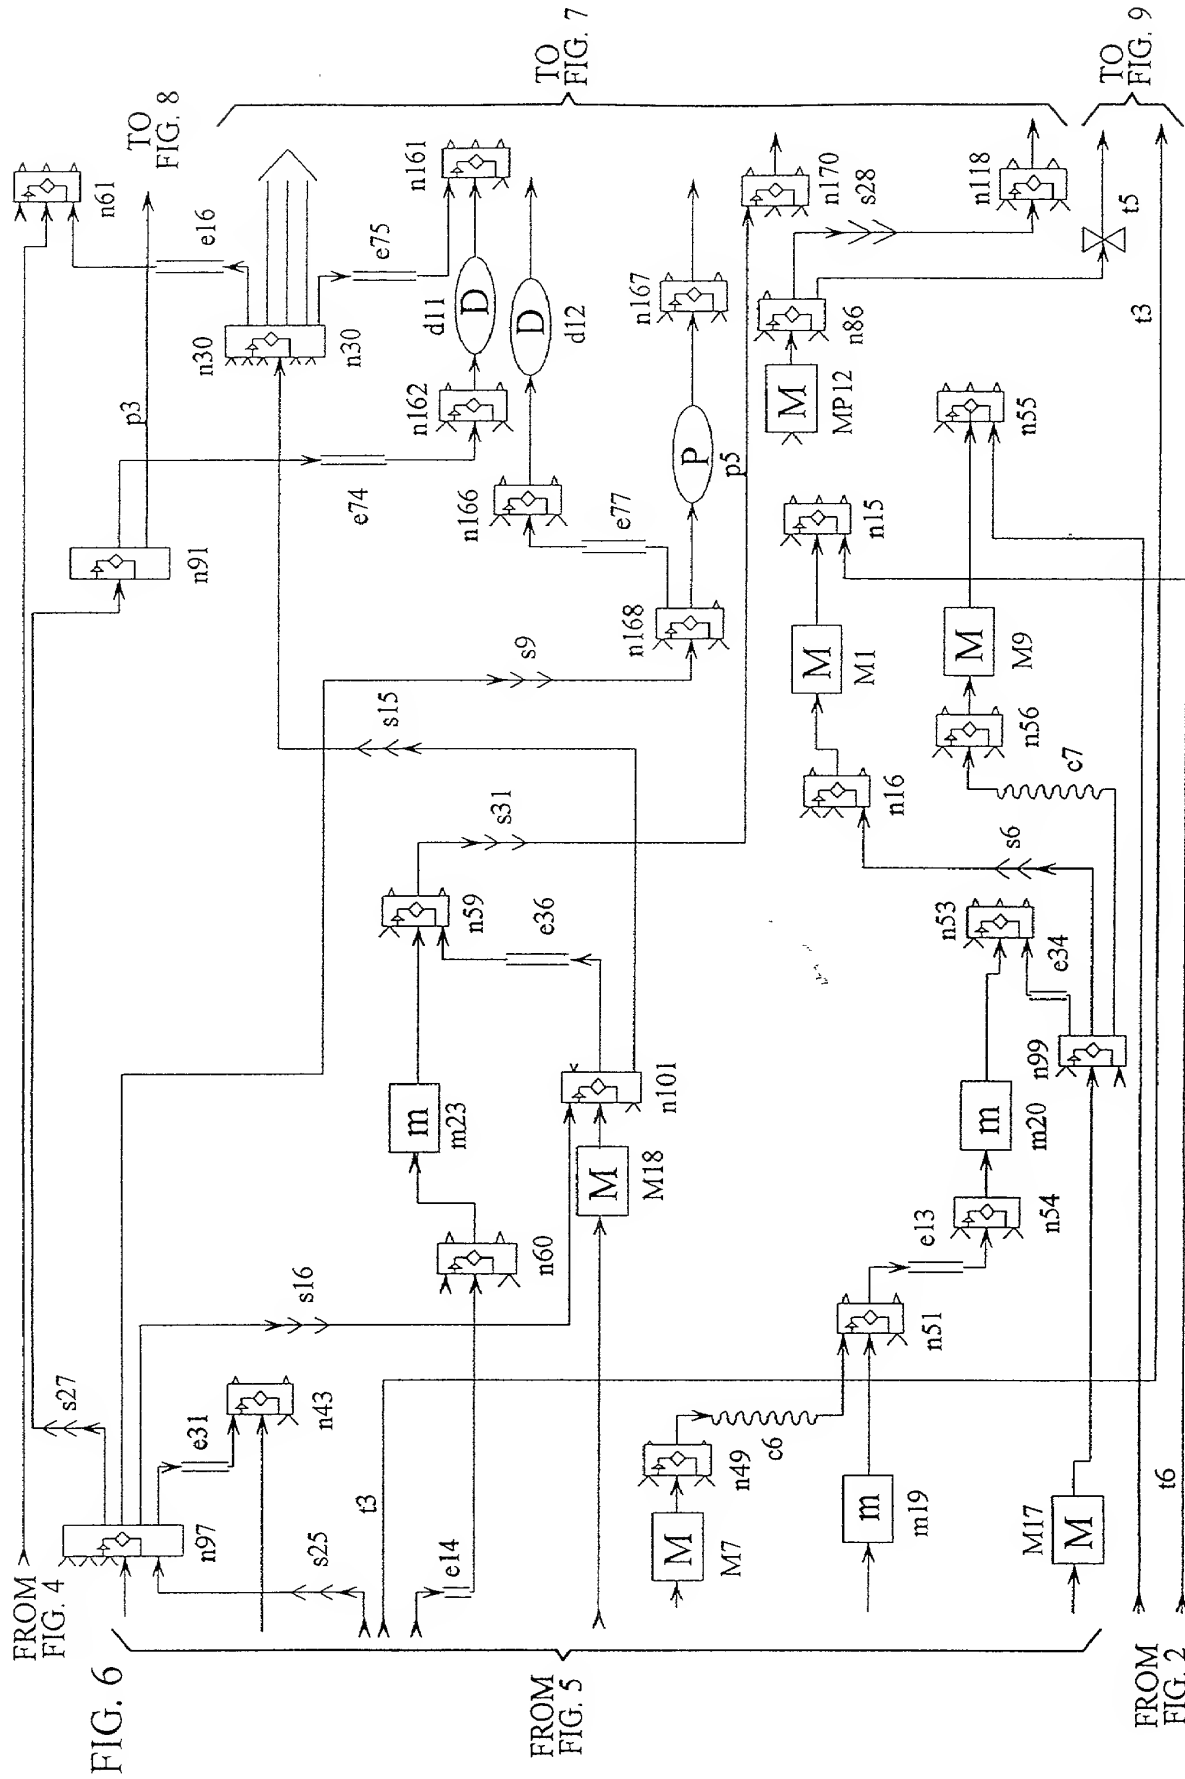 FIG. 6
FROM
FIG. 4
FROM
FIG. 5
FROM
FIG. 2
TO
FIG. 8
TO
FIG. 7
TO
FIG. 9
n97
s27
e31
n43
s25
s16
t3
e14
n60
m
m23
M
M18
n101
e36
n59
s31
s15
s9
n91
p3
e74
n61
e16
n30
n30
e75
n161
D
d11
n162
D
d12
n166
e77
n168
P
p5
n167
n170
s28
n118
n86
M
MP12
t5
t3
M
M7
n49
c6
m
m19
n51
e13
n54
m
m20
n53
e34
n99
s6
n16
M
M1
n15
c7
n56
M
M9
n55
M
M17
t6